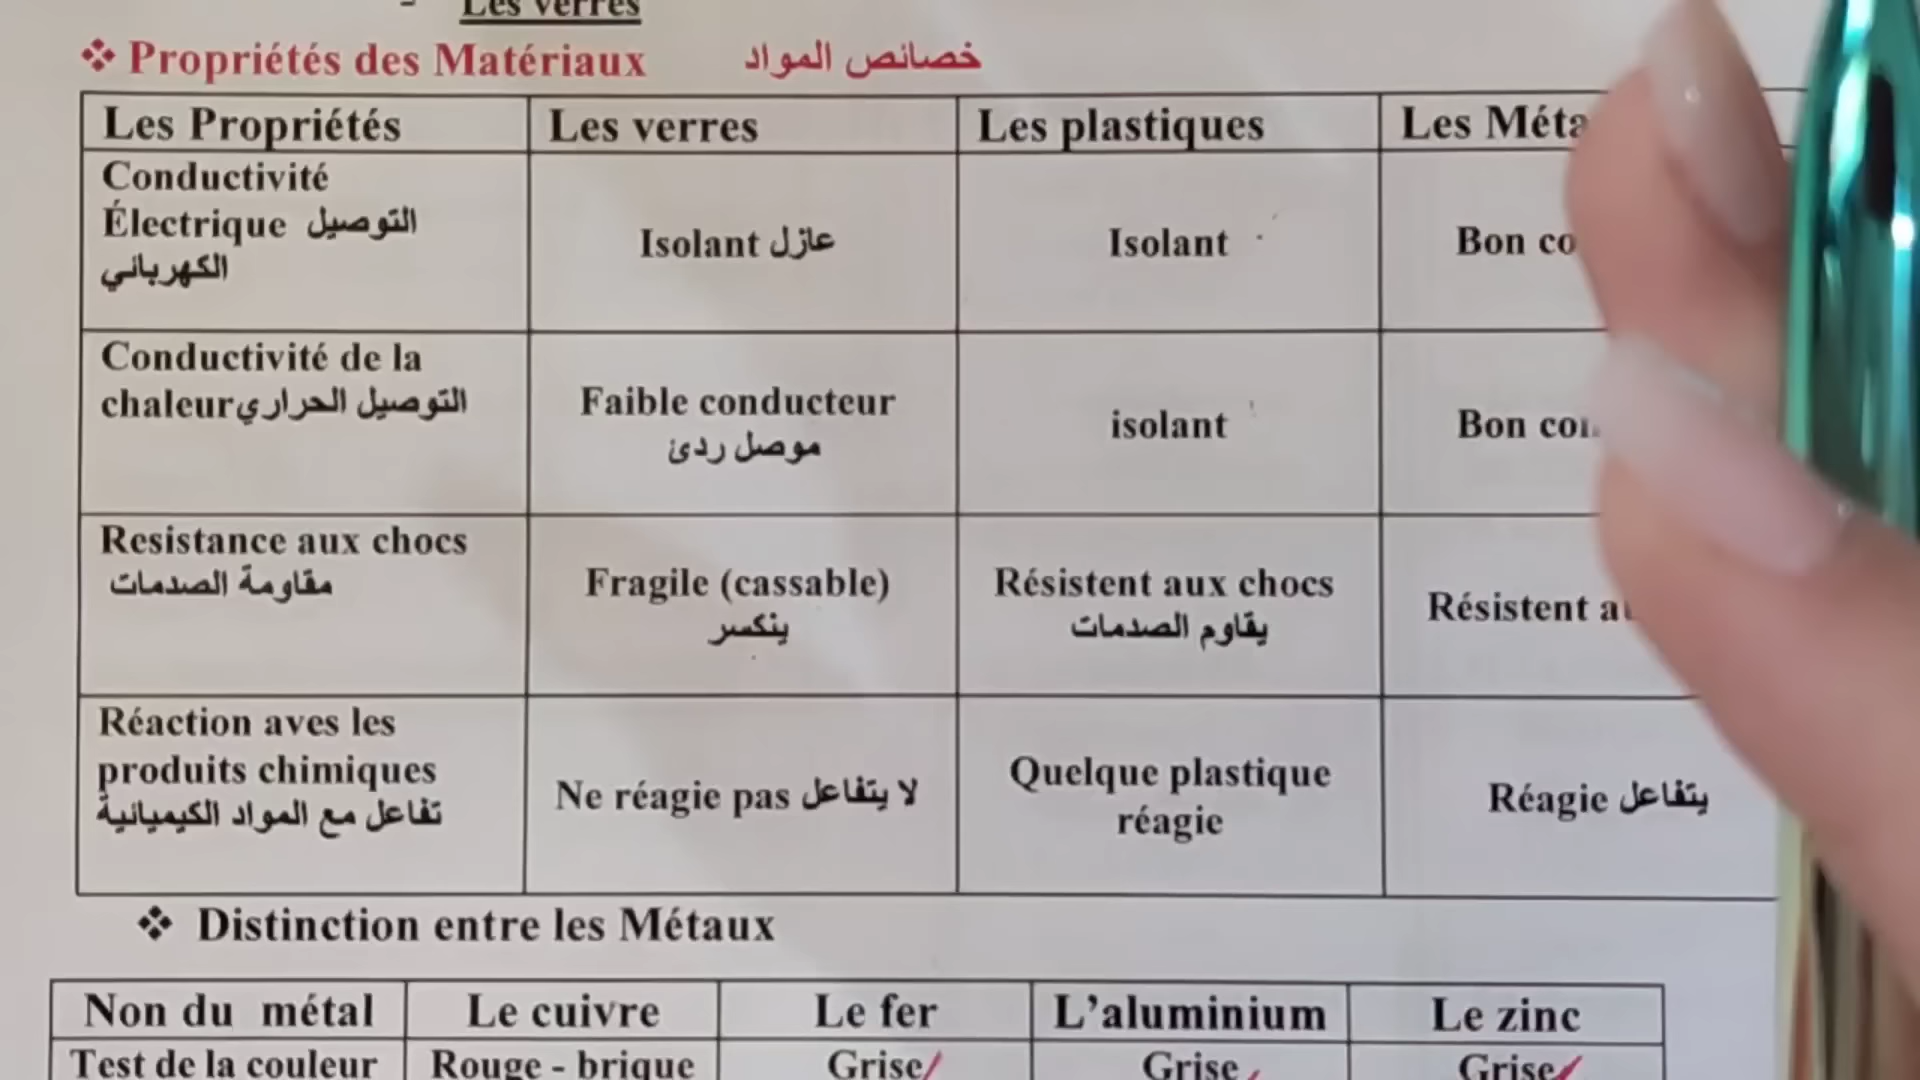 - Les verres
❖ Propriétés des Matériaux خصائص المواد
Les Propriétés Les verres Les plastiques Les Méta
Conductivité
Électrique التوصيل
الكهربائي
Isolant عازل
Isolant
Bon co
Conductivité de la
chaleur التوصيل الحراري
Faible conducteur
موصل ردئ
isolant
Bon con
Resistance aux chocs
مقاومة الصدمات
Fragile (cassable)
ينكسر
Résistent aux chocs
يقاوم الصدمات
Résistent au
Réaction aves les
produits chimiques
تفاعل مع المواد الكيميائية
Ne réagie pas لا يتفاعل
Quelque plastique
réagie
Réagie يتفاعل
❖ Distinction entre les Métaux
Non du métal Le cuivre Le fer L’aluminium Le zinc
Test de la couleur Rouge - brique Grise Grise Grise